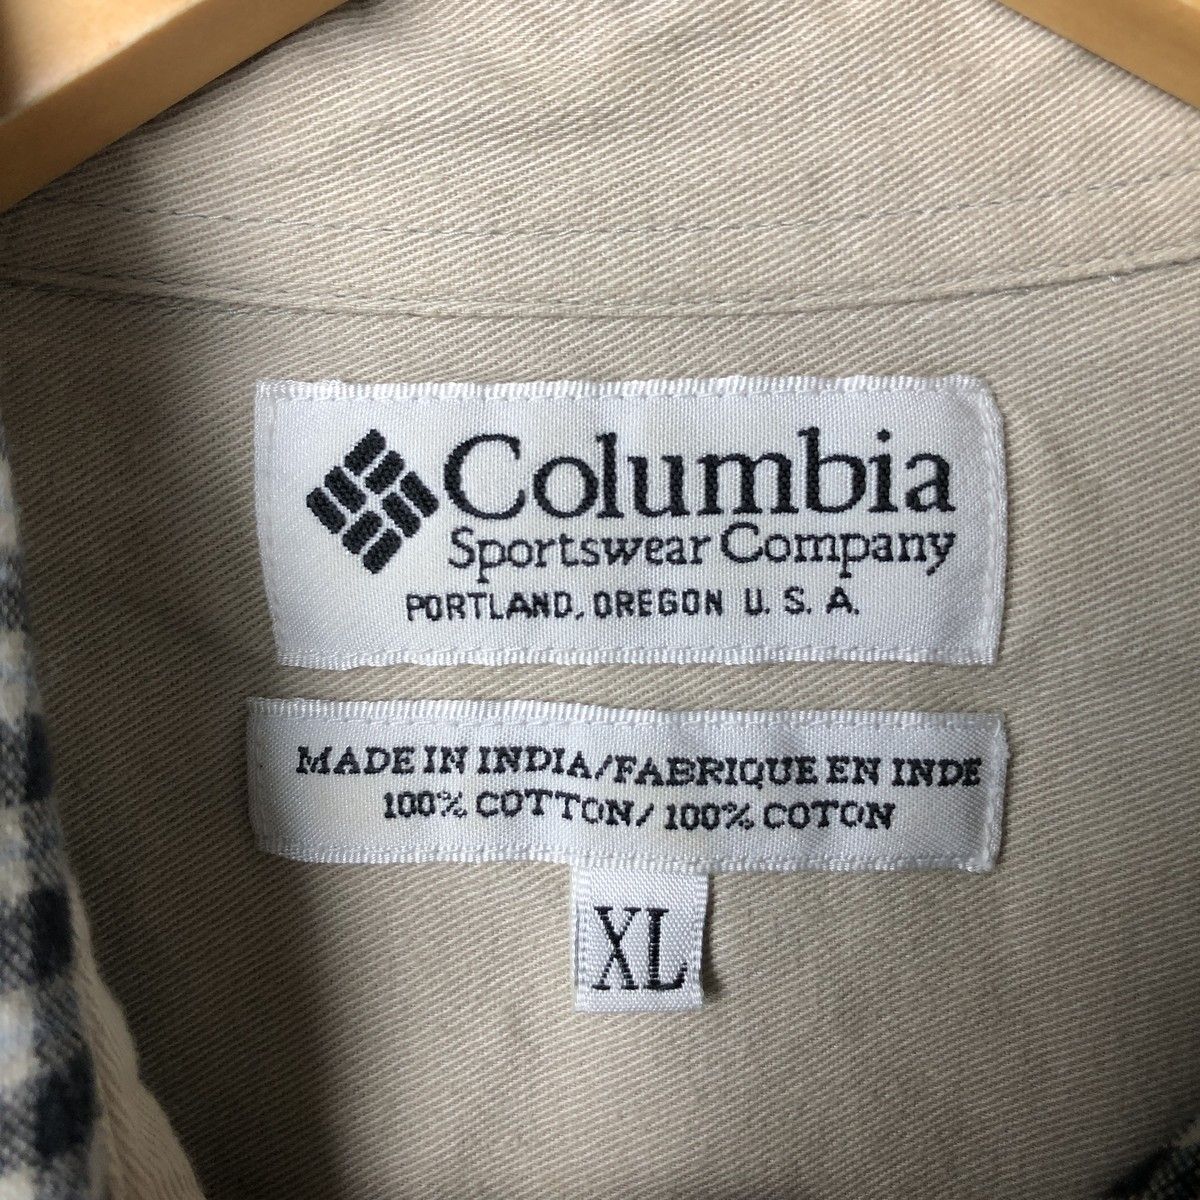 Columbia
Sportswear Company
PORTLAND, OREGON U. S. A.
MADE IN INDIA/FABRIQUE EN INDE
100% COTTON/ 100% COTON
XL